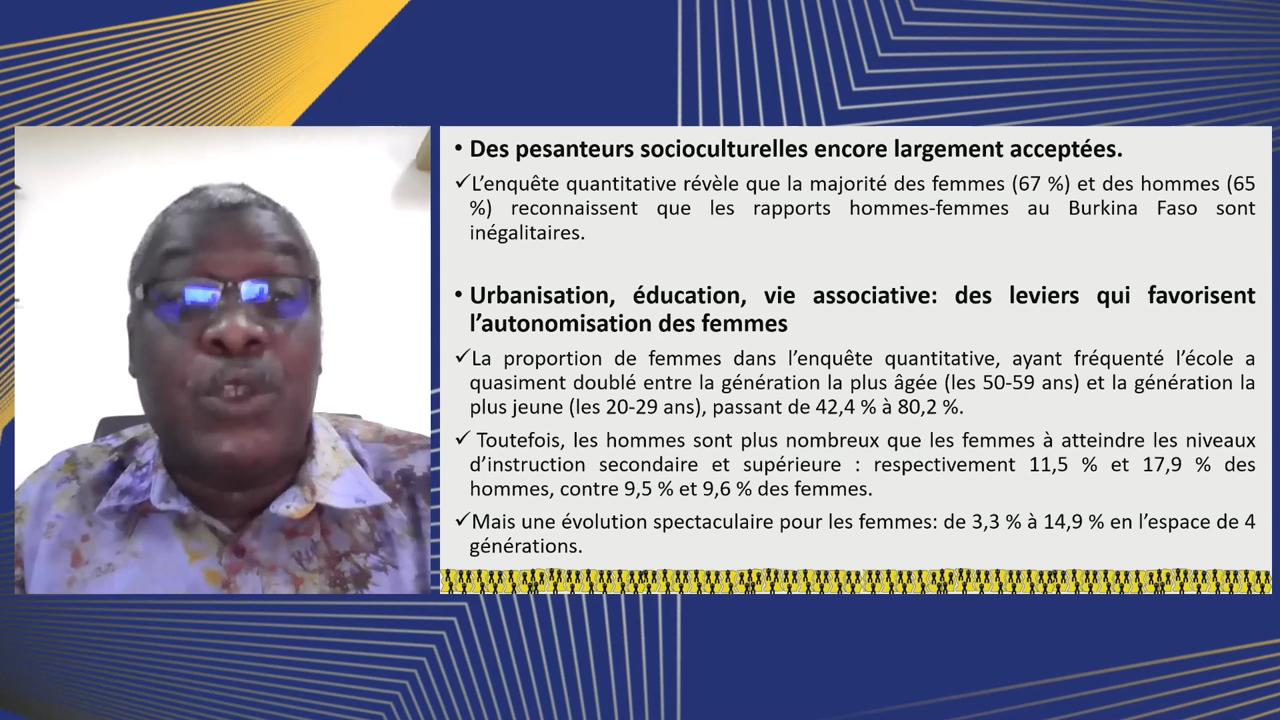 • Des pesanteurs socioculturelles encore largement acceptées.
✓L’enquête quantitative révèle que la majorité des femmes (67 %) et des hommes (65
%) reconnaissent que les rapports hommes-femmes au Burkina Faso sont
inégalitaires.
• Urbanisation, éducation, vie associative: des leviers qui favorisent
l’autonomisation des femmes
✓La proportion de femmes dans l’enquête quantitative, ayant fréquenté l’école a
quasiment doublé entre la génération la plus âgée (les 50-59 ans) et la génération la
plus jeune (les 20-29 ans), passant de 42,4 % à 80,2 %.
✓ Toutefois, les hommes sont plus nombreux que les femmes à atteindre les niveaux
d’instruction secondaire et supérieure : respectivement 11,5 % et 17,9 % des
hommes, contre 9,5 % et 9,6 % des femmes.
✓Mais une évolution spectaculaire pour les femmes: de 3,3 % à 14,9 % en l’espace de 4
générations.